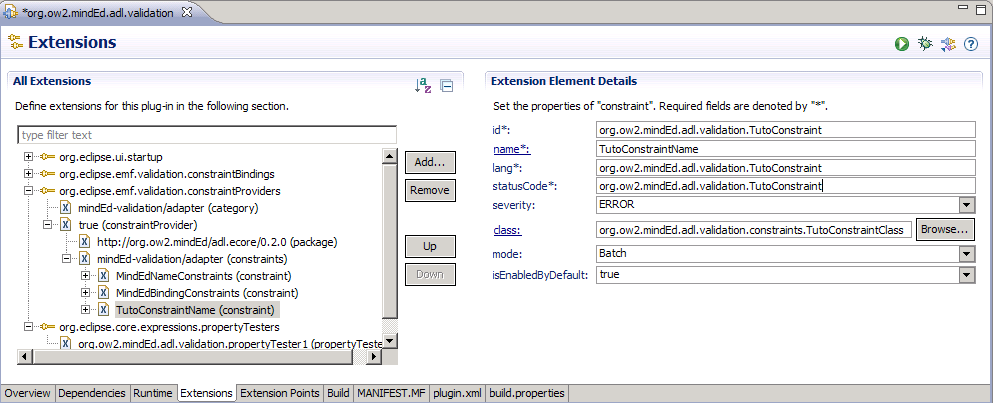 *org.ow2.mindEd.adl.validation
Extensions
All Extensions
Define extensions for this plug-in in the following section.
type filter text
org.eclipse.ui.startup
org.eclipse.emf.validation.constraintBindings
org.eclipse.emf.validation.constraintProviders
mindEd-validation/adapter (category)
true (constraintProvider)
http://org.ow2.mindEd/adl.ecore/0.2.0 (package)
mindEd-validation/adapter (constraints)
MindEdNameConstraints (constraint)
MindEdBindingConstraints (constraint)
TutoConstraintName (constraint)
org.eclipse.core.expressions.propertyTesters
org.ow2.mindEd.adl.validation.propertyTester1 (propertyTeste
Add...
Remove
Up
Down
Extension Element Details
Set the properties of "constraint". Required fields are denoted by "*".
id*: org.ow2.mindEd.adl.validation.TutoConstraint
name*: TutoConstraintName
lang*: org.ow2.mindEd.adl.validation.TutoConstraint
statusCode*: org.ow2.mindEd.adl.validation.TutoConstraint
severity: ERROR
class: org.ow2.mindEd.adl.validation.constraints.TutoConstraintClass Browse...
mode: Batch
isEnabledByDefault: true
Overview Dependencies Runtime Extensions Extension Points Build MANIFEST.MF plugin.xml build.properties